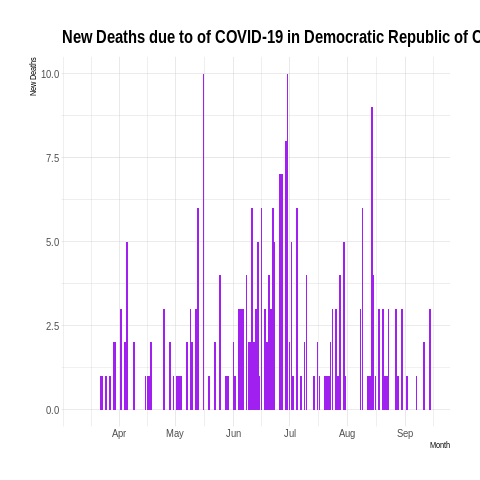 New Deaths due to of COVID-19 in Democratic Republic of C
New Deaths
10.0
7.5
5.0
2.5
0.0
Apr May Jun Jul Aug Sep
Month